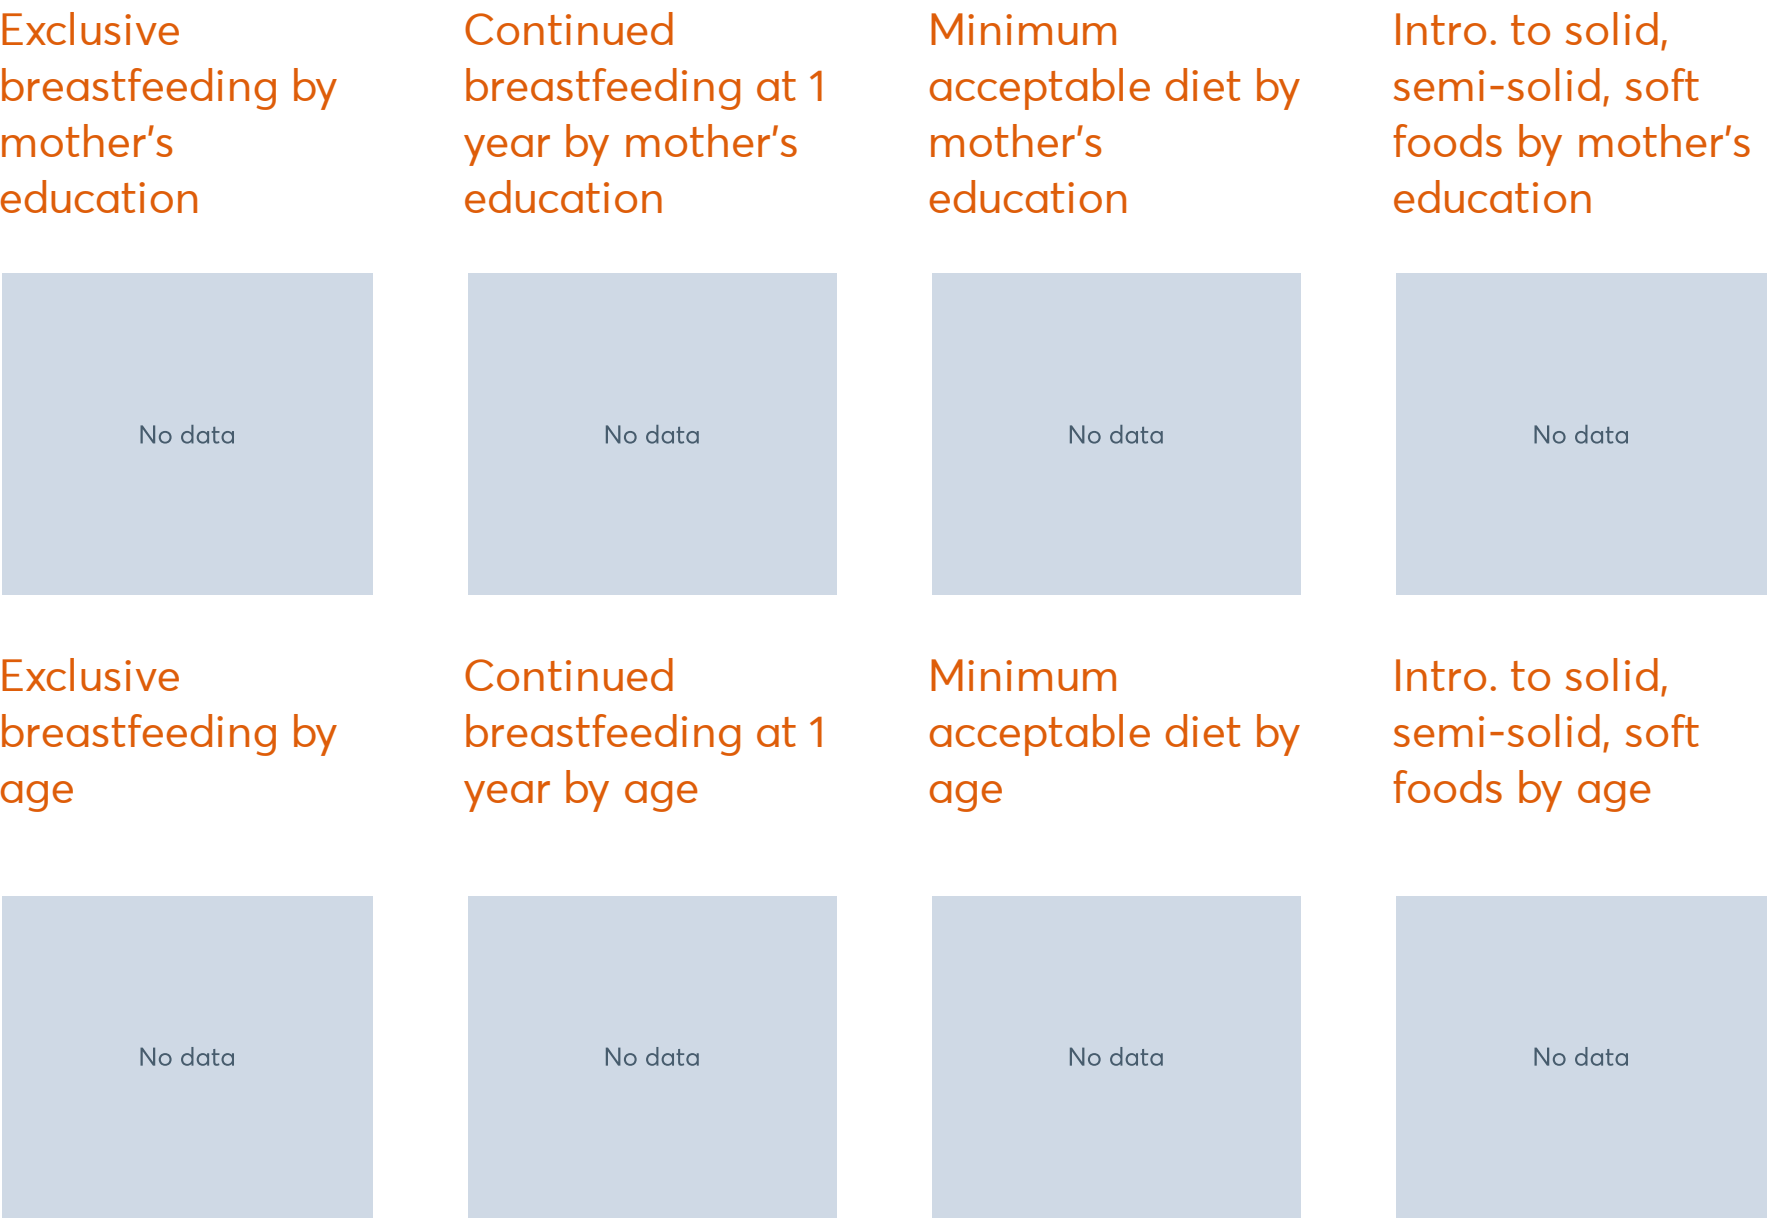 Exclusive
breastfeeding by
mother's
education
Continued
breastfeeding at 1
year by mother's
education
Minimum
acceptable diet by
mother's
education
Intro. to solid,
semi-solid, soft
foods by mother's
education
No data
No data
No data
No data
Exclusive
breastfeeding by
age
Continued
breastfeeding at 1
year by age
Minimum
acceptable diet by
age
Intro. to solid,
semi-solid, soft
foods by age
No data
No data
No data
No data